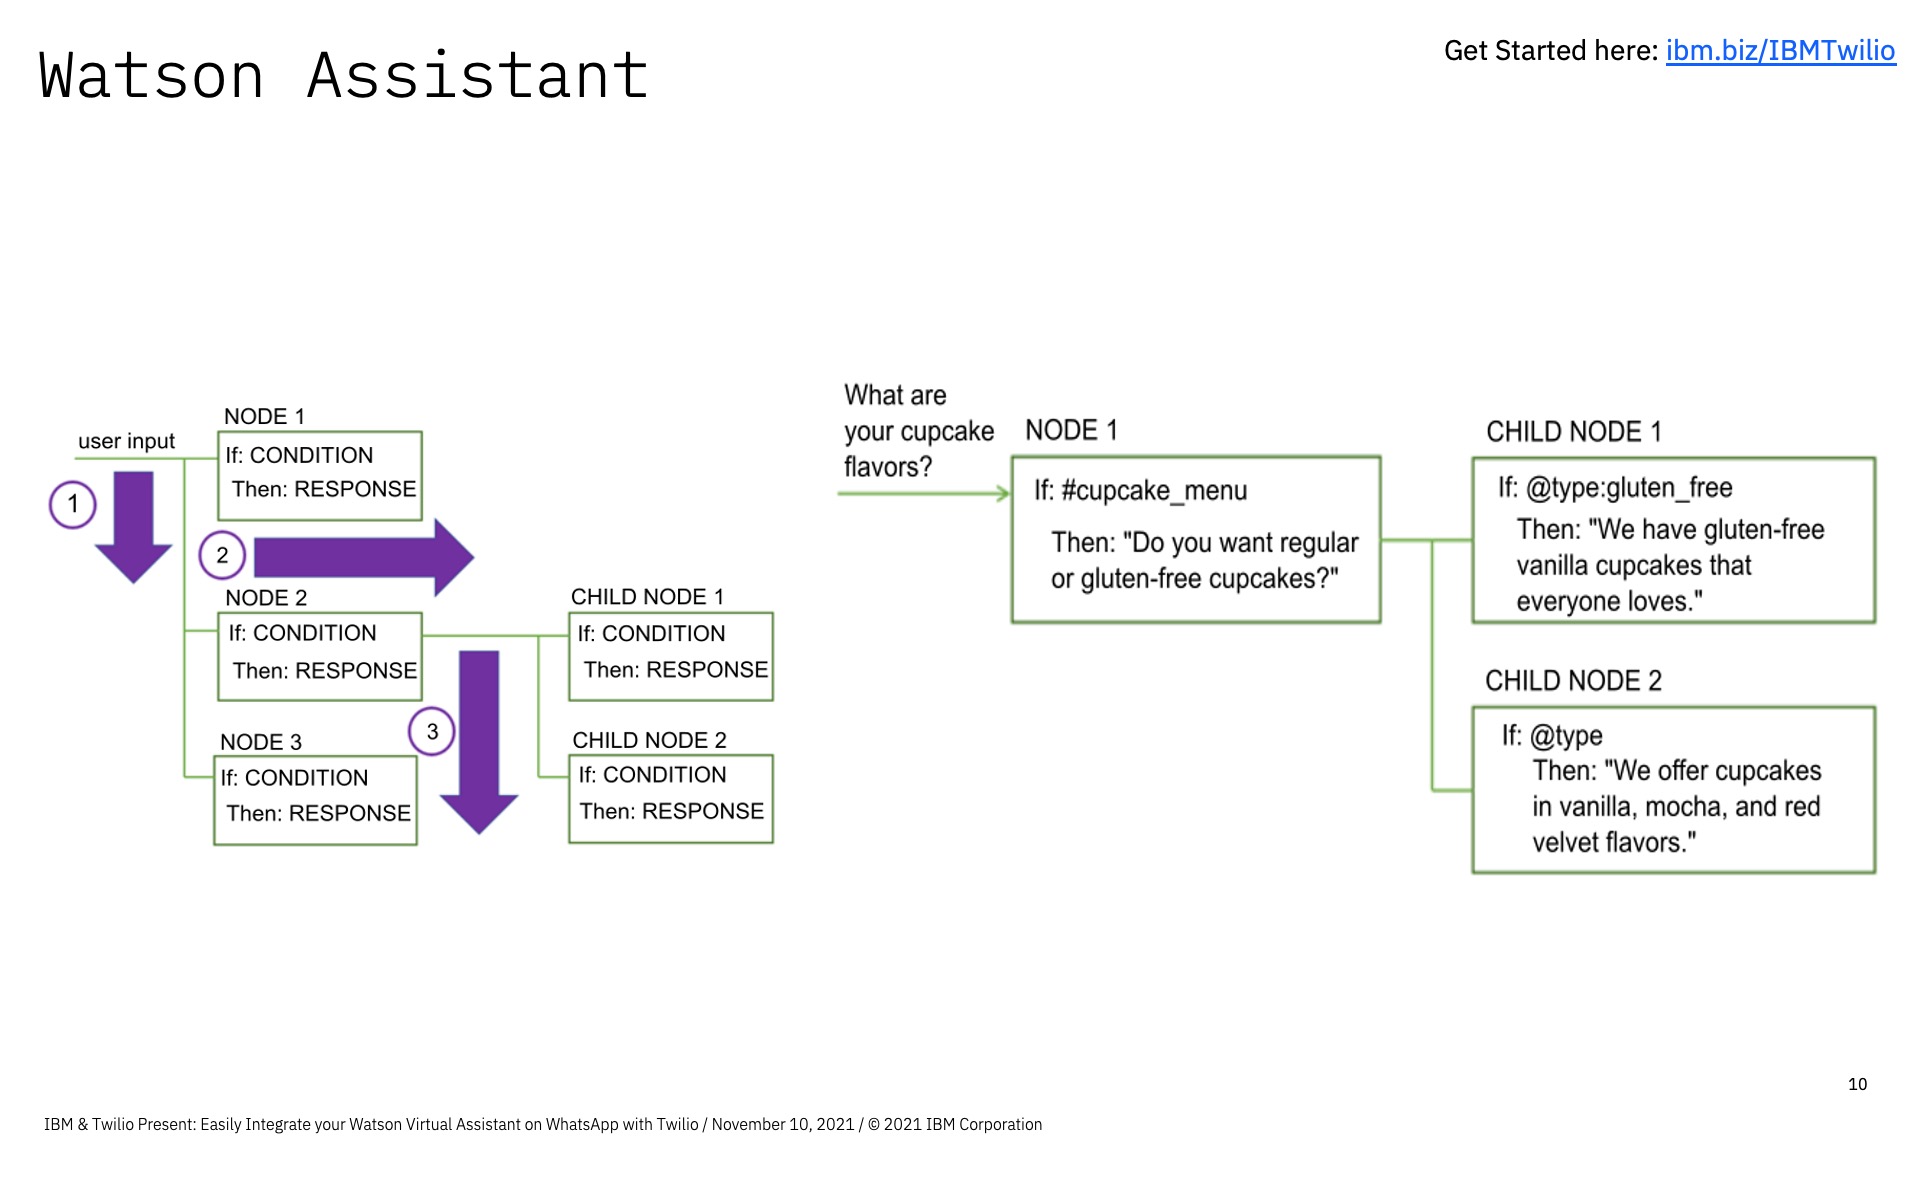 Watson Assistant
Get Started here: ibm.biz/IBMTwilio
user input
1
NODE 1
If: CONDITION
Then: RESPONSE
2
NODE 2
If: CONDITION
Then: RESPONSE
NODE 3
If: CONDITION
Then: RESPONSE
3
CHILD NODE 1
If: CONDITION
Then: RESPONSE
CHILD NODE 2
If: CONDITION
Then: RESPONSE
What are
your cupcake
flavors?
NODE 1
If: #cupcake_menu
Then: "Do you want regular
or gluten-free cupcakes?"
CHILD NODE 1
If: @type:gluten_free
Then: "We have gluten-free
vanilla cupcakes that
everyone loves."
CHILD NODE 2
If: @type
Then: "We offer cupcakes
in vanilla, mocha, and red
velvet flavors."
10
IBM & Twilio Present: Easily Integrate your Watson Virtual Assistant on WhatsApp with Twilio / November 10, 2021 / © 2021 IBM Corporation